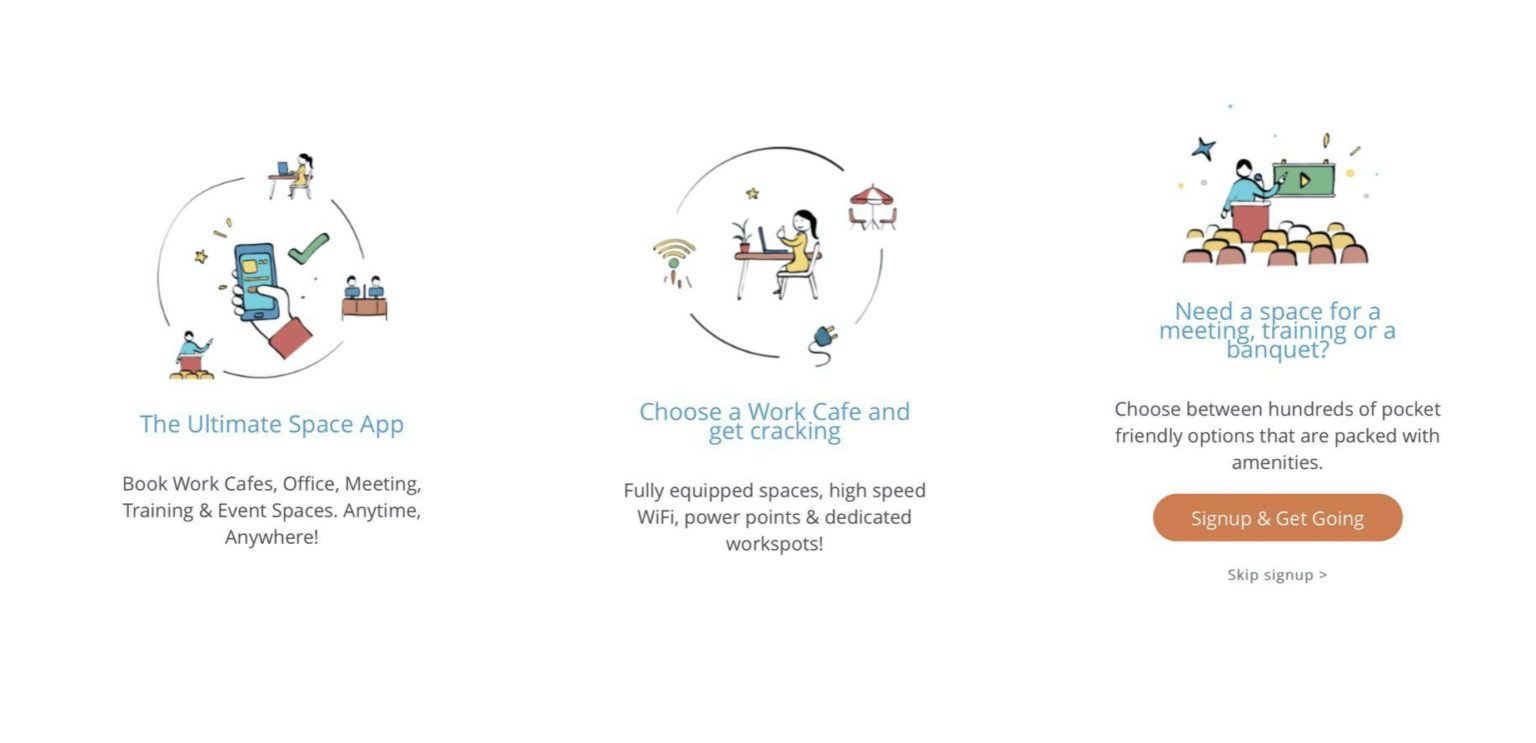 The Ultimate Space App
Book Work Cafes, Office, Meeting,
Training & Event Spaces. Anytime,
Anywhere!
Choose a Work Cafe and
get cracking
Fully equipped spaces, high speed
WiFi, power points & dedicated
workspots!
Need a space for a
meeting, training or a
banquet?
Choose between hundreds of pocket
friendly options that are packed with
amenities.
Signup & Get Going
Skip signup >